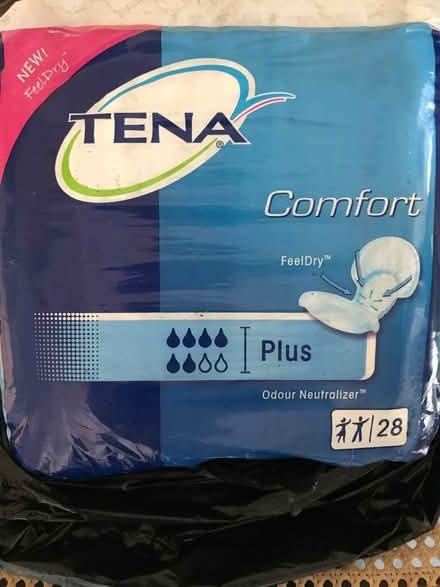 NEW!
FeelDry™
TENA®
Comfort
FeelDry™
Plus
Odour Neutralizer™
28